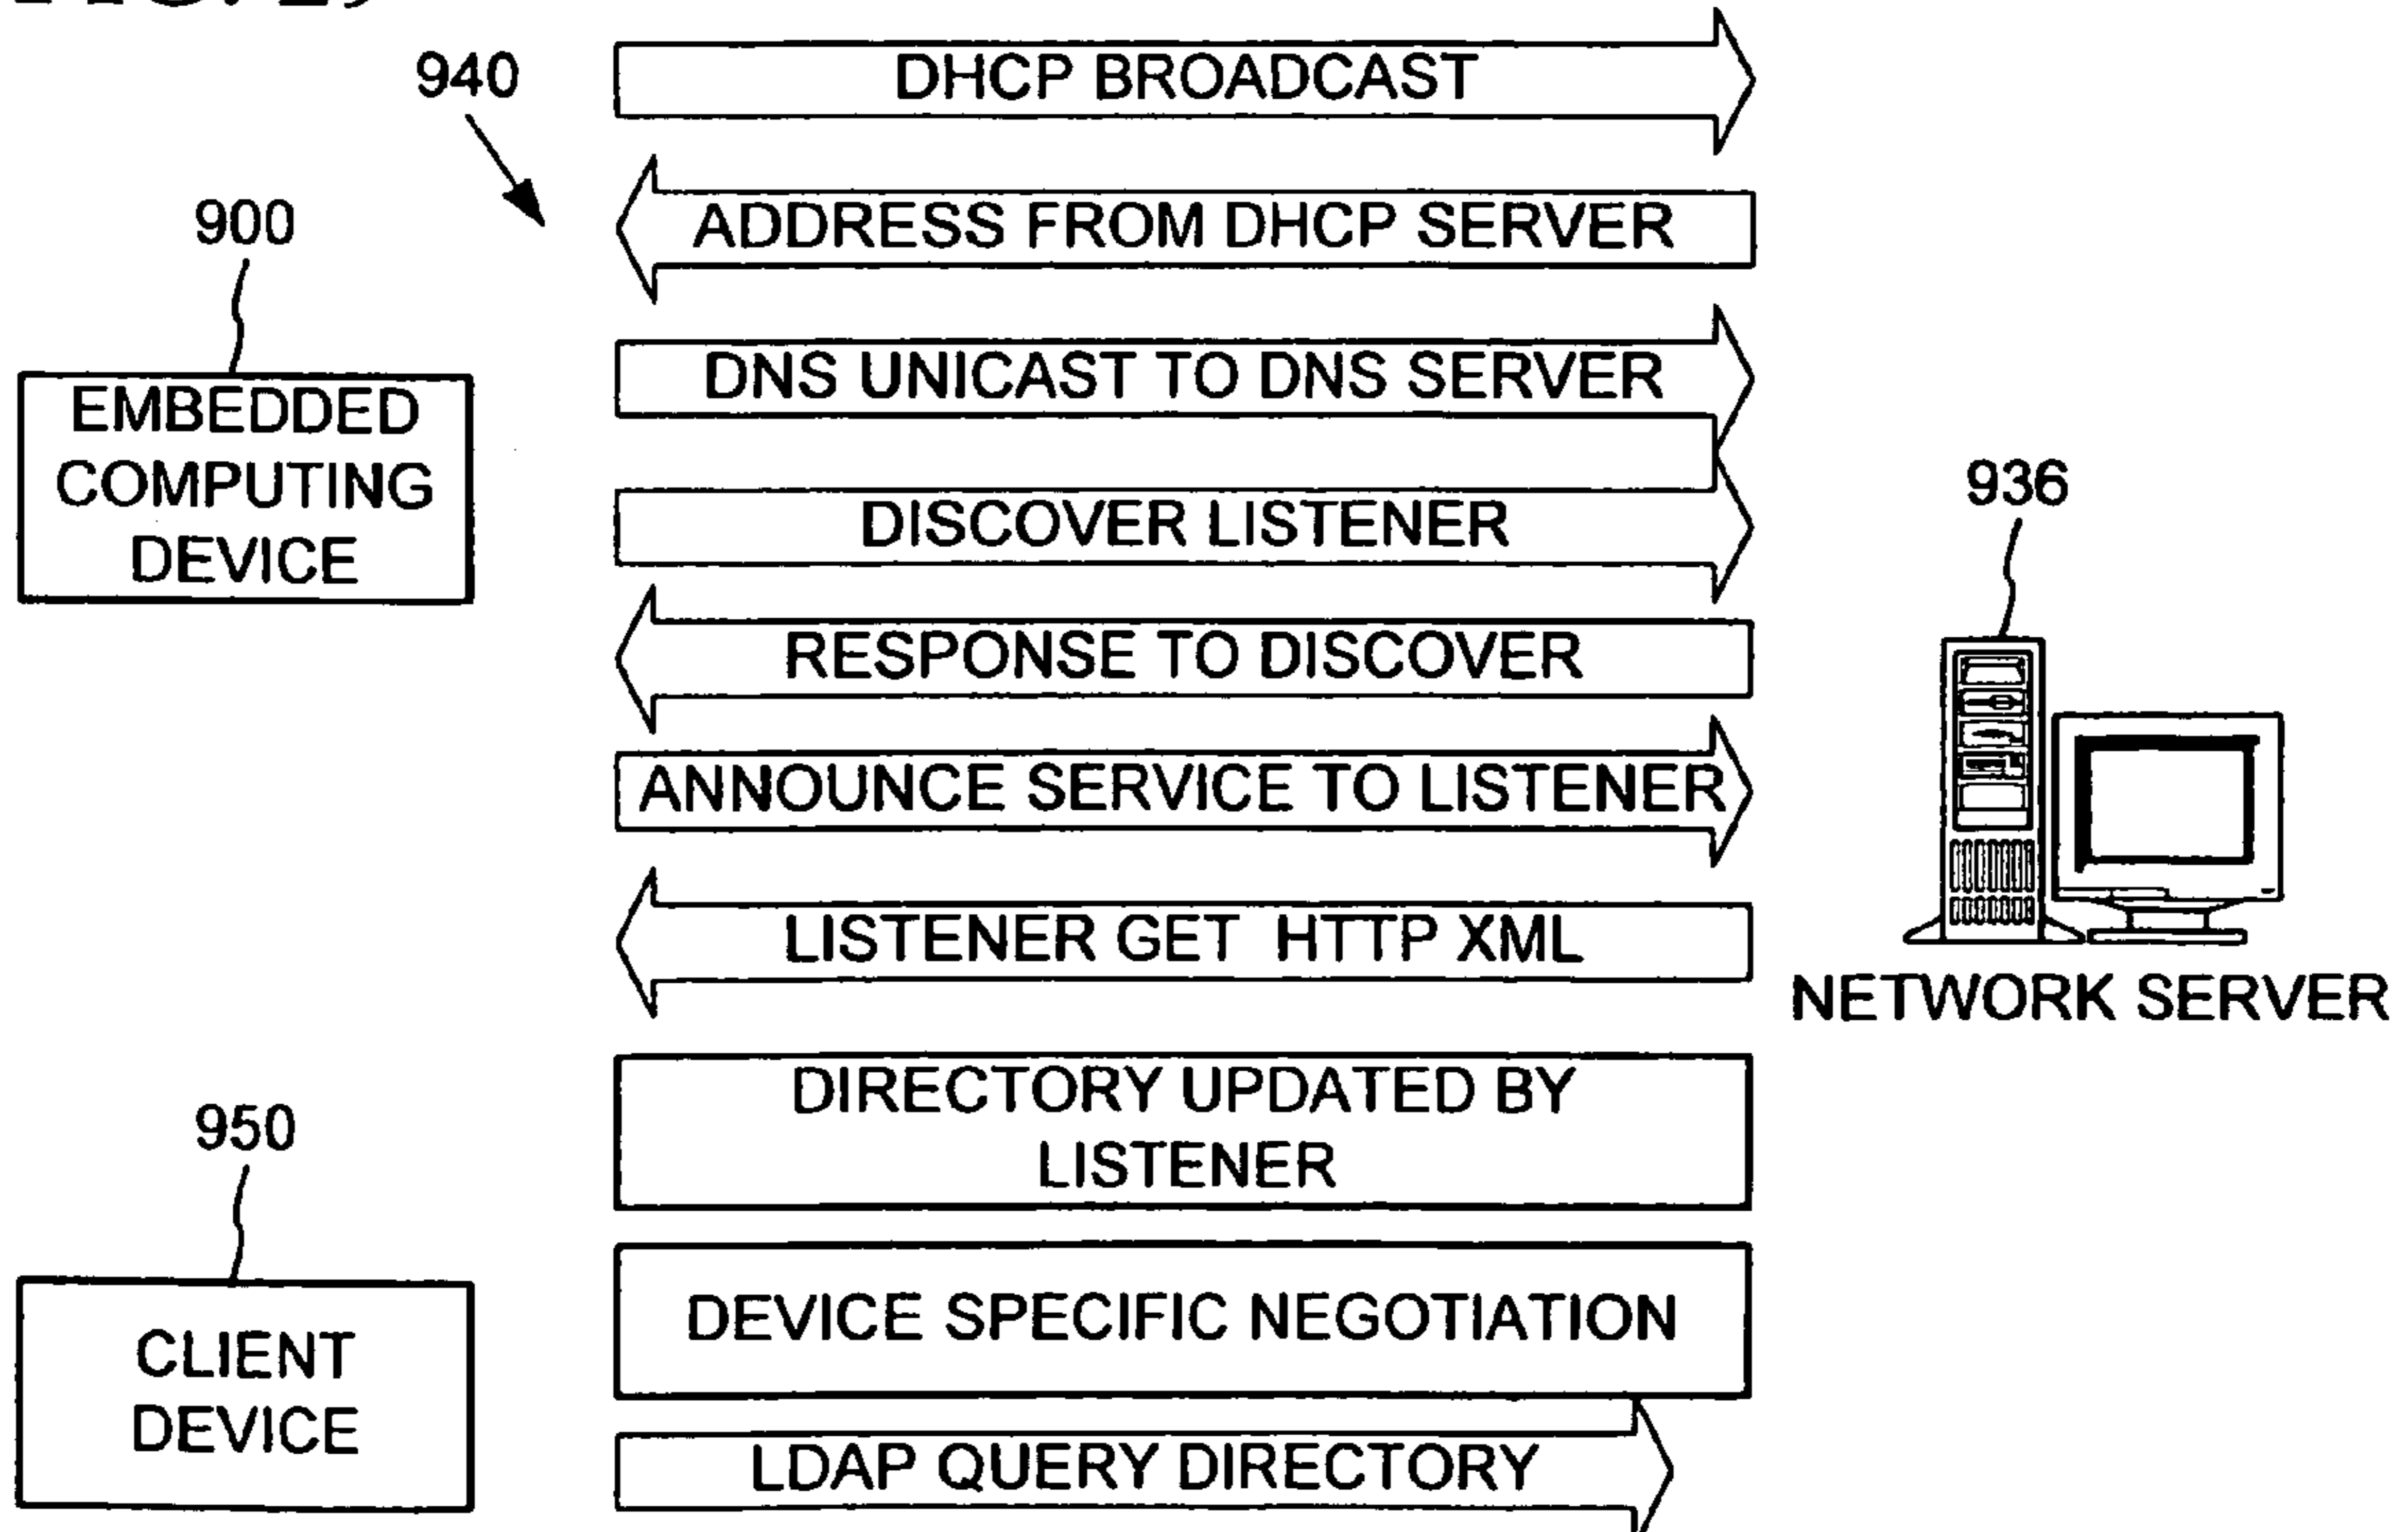 940
DHCP BROADCAST
ADDRESS FROM DHCP SERVER
900
DNS UNICAST TO DNS SERVER
EMBEDDED
COMPUTING
DEVICE
DISCOVER LISTENER
936
RESPONSE TO DISCOVER
ANNOUNCE SERVICE TO LISTENER
LISTENER GET HTTP XML
NETWORK SERVER
DIRECTORY UPDATED BY
LISTENER
950
DEVICE SPECIFIC NEGOTIATION
CLIENT
DEVICE
LDAP QUERY DIRECTORY